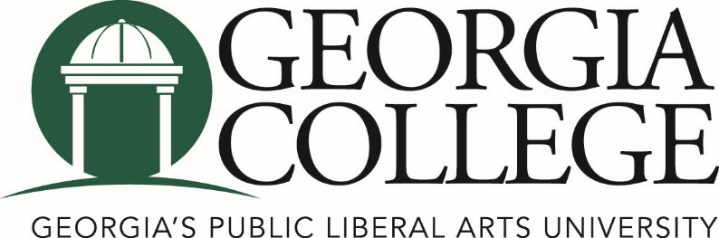 GEORGIA
COLLEGE
GEORGIA'S PUBLIC LIBERAL ARTS UNIVERSITY